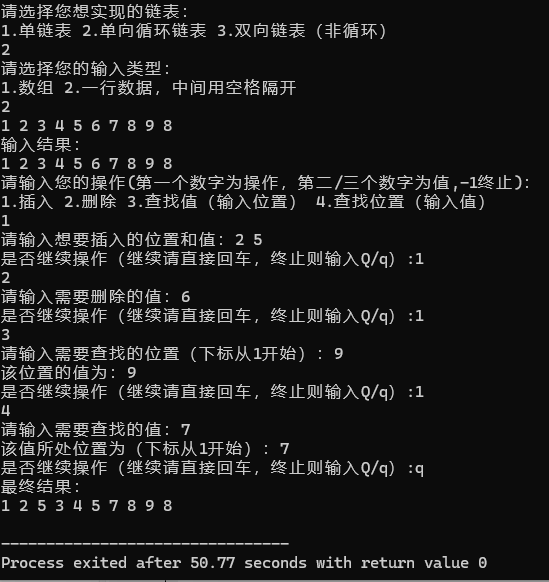 请选择您想实现的链表：
1.单链表 2.单向循环链表 3.双向链表（非循环）
2
请选择您的输入类型：
1.数组 2.一行数据，中间用空格隔开
2
1 2 3 4 5 6 7 8 9 8
输入结果：
1 2 3 4 5 6 7 8 9 8
请输入您的操作(第一个数字为操作，第二/三个数字为值,-1终止)：
1.插入 2.删除 3.查找值（输入位置） 4.查找位置（输入值）
1
请输入想要插入的位置和值：2 5
是否继续操作（继续请直接回车，终止则输入Q/q）:1
2
请输入需要删除的值：6
是否继续操作（继续请直接回车，终止则输入Q/q）:1
3
请输入需要查找的位置（下标从1开始）：9
该位置的值为：9
是否继续操作（继续请直接回车，终止则输入Q/q）:1
4
请输入需要查找的值：7
该值所处位置为（下标从1开始）：7
是否继续操作（继续请直接回车，终止则输入Q/q）:q
最终结果：
1 2 5 3 4 5 7 8 9 8
--------------------------------
Process exited after 50.77 seconds with return value 0